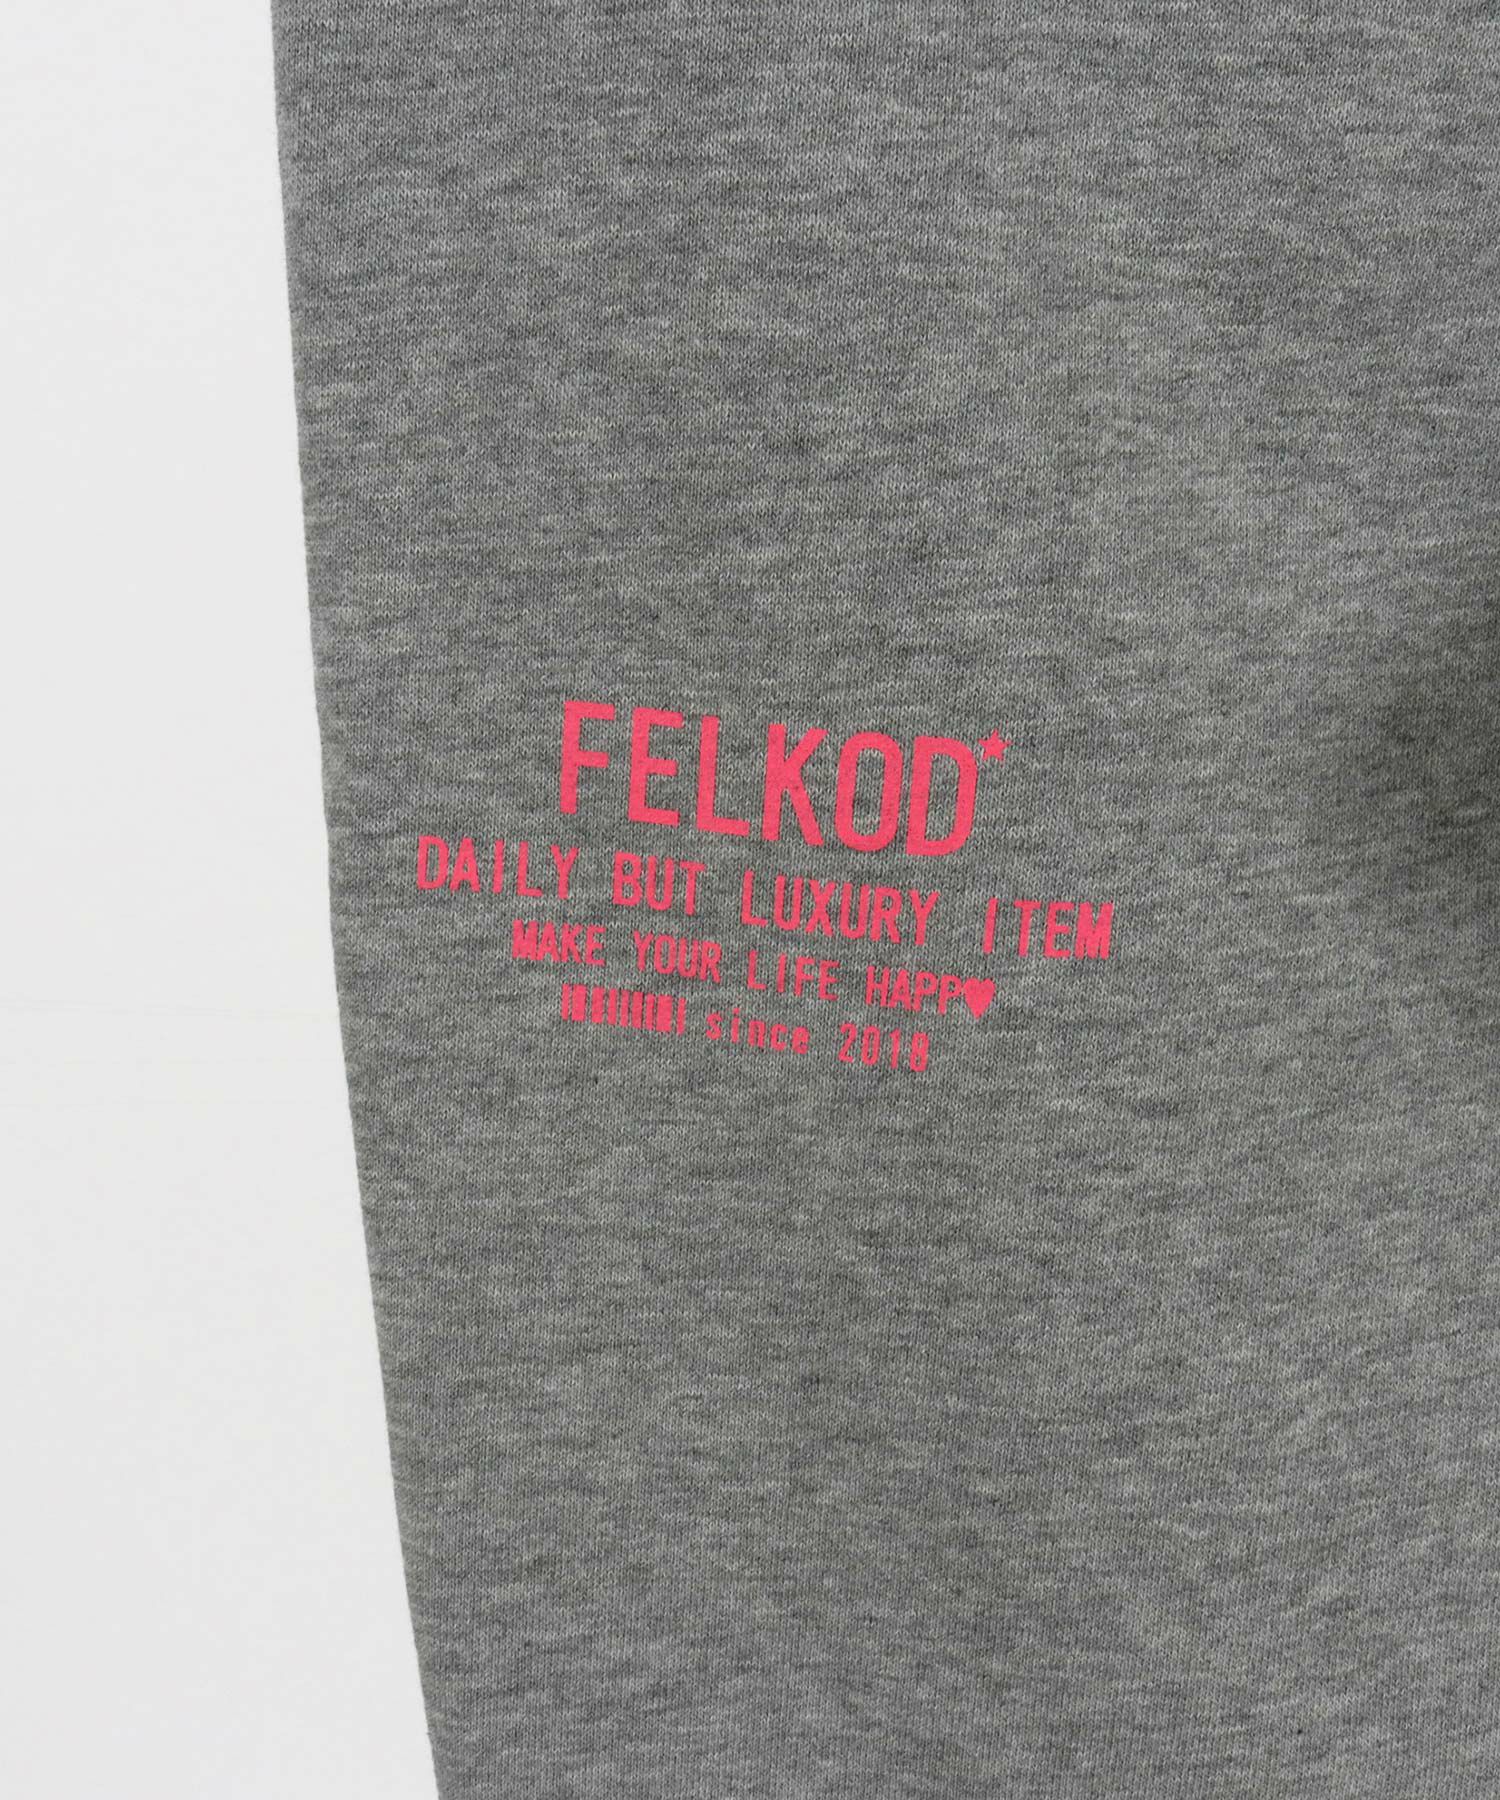 FELKOD★
DAILY BUT LUXURY ITEM
MAKE YOUR LIFE HAPP♥
since 2018